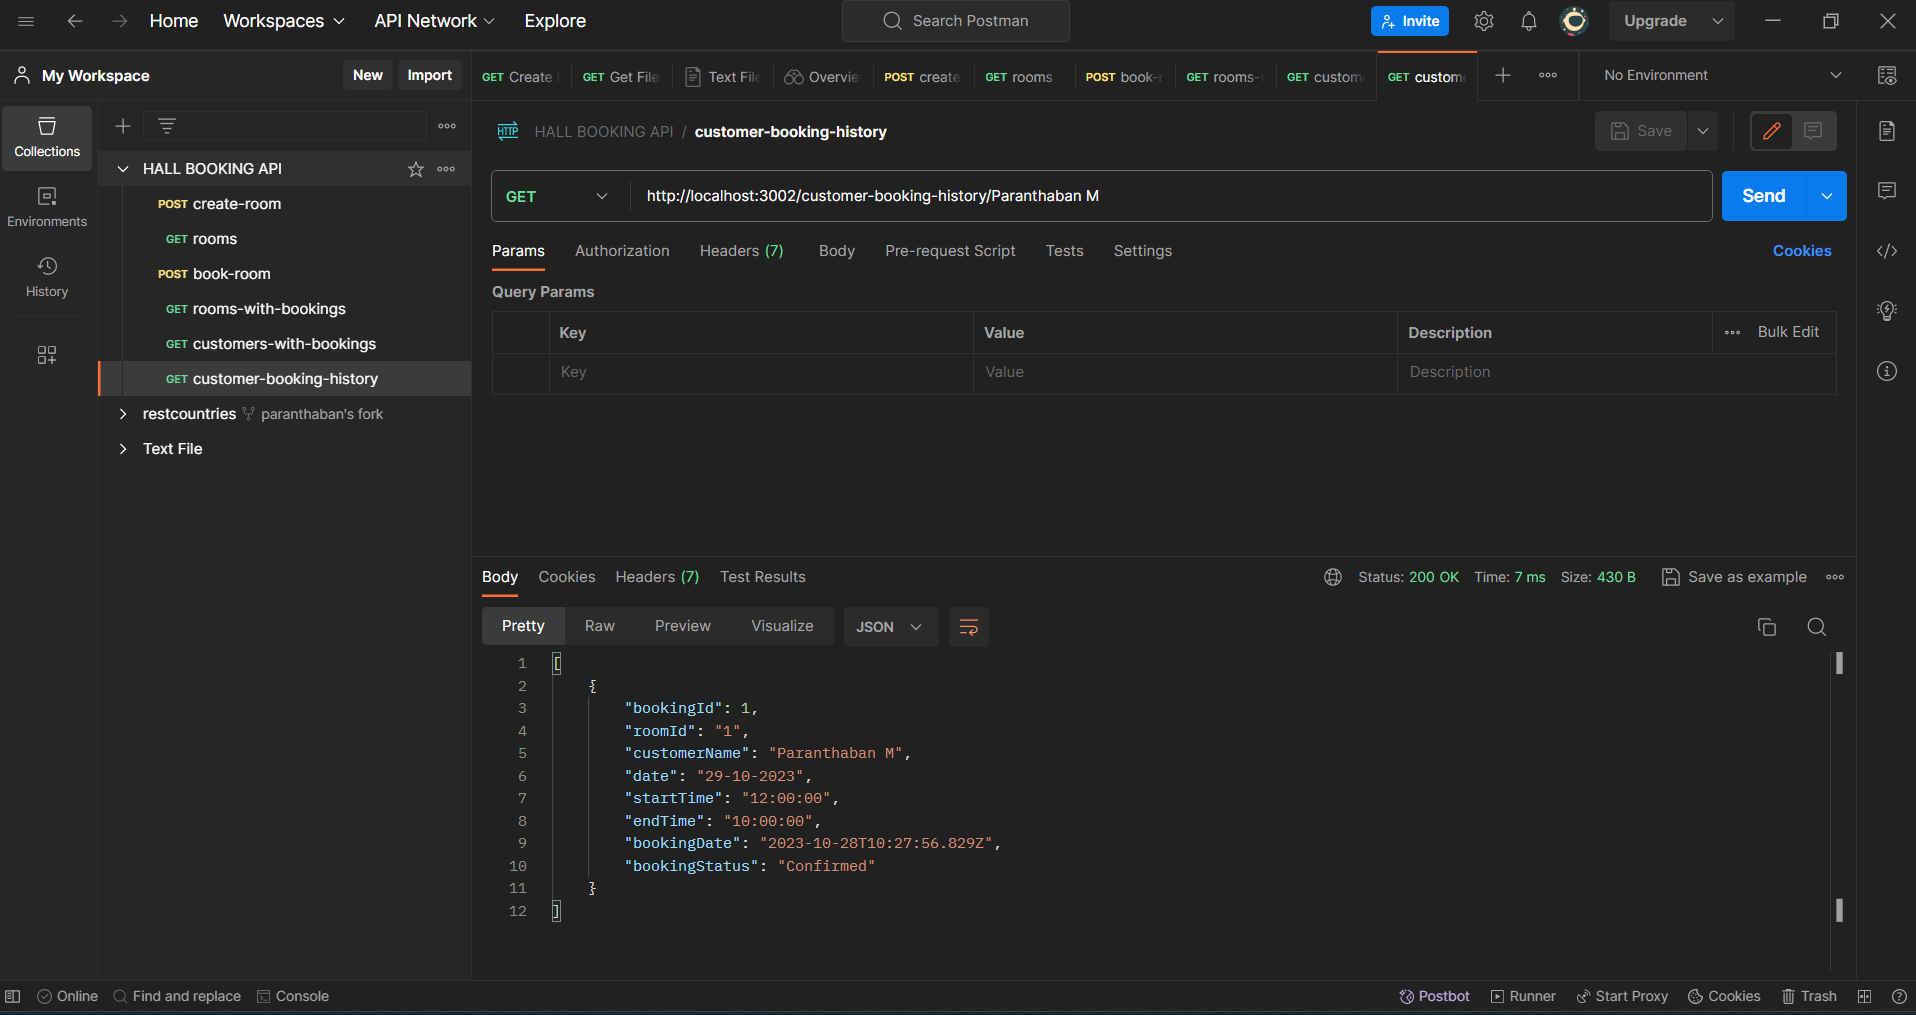 Home Workspaces API Network Explore Search Postman Invite Upgrade
My Workspace New Import
GET Create GET Get File Text File Overvie POST create GET rooms POST book-r GET rooms-w GET custom GET custom No Environment
HALL BOOKING API / customer-booking-history Save
Collections
Environments
History
HALL BOOKING API
POST create-room
GET rooms
POST book-room
GET rooms-with-bookings
GET customers-with-bookings
GET customer-booking-history
restcountries paranthaban's fork
Text File
GET http://localhost:3002/customer-booking-history/Paranthaban M Send
Params Authorization Headers (7) Body Pre-request Script Tests Settings Cookies
Query Params
Key Value Description Bulk Edit
Key Value Description
Body Cookies Headers (7) Test Results Status: 200 OK Time: 7 ms Size: 430 B Save as example
Pretty Raw Preview Visualize JSON
1 [
2 {
3 "bookingId": 1,
4 "roomId": "1",
5 "customerName": "Paranthaban M",
6 "date": "29-10-2023",
7 "startTime": "12:00:00",
8 "endTime": "10:00:00",
9 "bookingDate": "2023-10-28T10:27:56.829Z",
10 "bookingStatus": "Confirmed"
11 }
12 ]
Online Find and replace Console Postbot Runner Start Proxy Cookies Trash